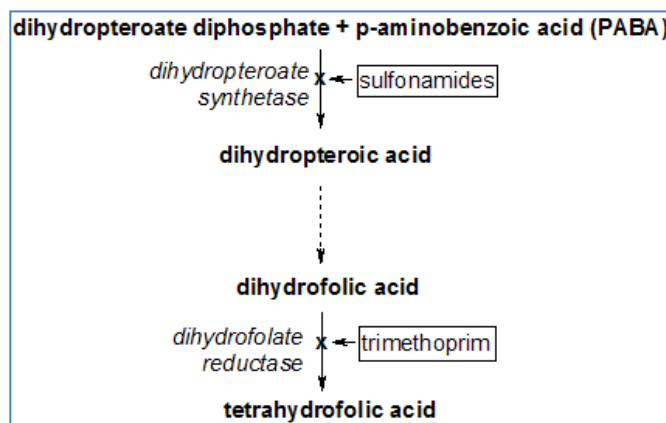 dihydropteroate diphosphate + p-aminobenzoic acid (PABA)
dihydropteroate
synthetase
x
sulfonamides
dihydropteroic acid
dihydrofolic acid
dihydrofolate
reductase
x
trimethoprim
tetrahydrofolic acid